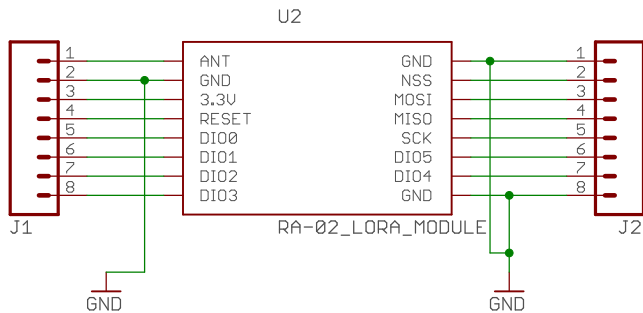 U2
1 ANT GND 1
2 GND NSS 2
3 3.3V MOSI 3
4 RESET MISO 4
5 DIO0 SCK 5
6 DIO1 DIO5 6
7 DIO2 DIO4 7
8 DIO3 GND 8
J1 RA-02_LORA_MODULE J2
GND GND